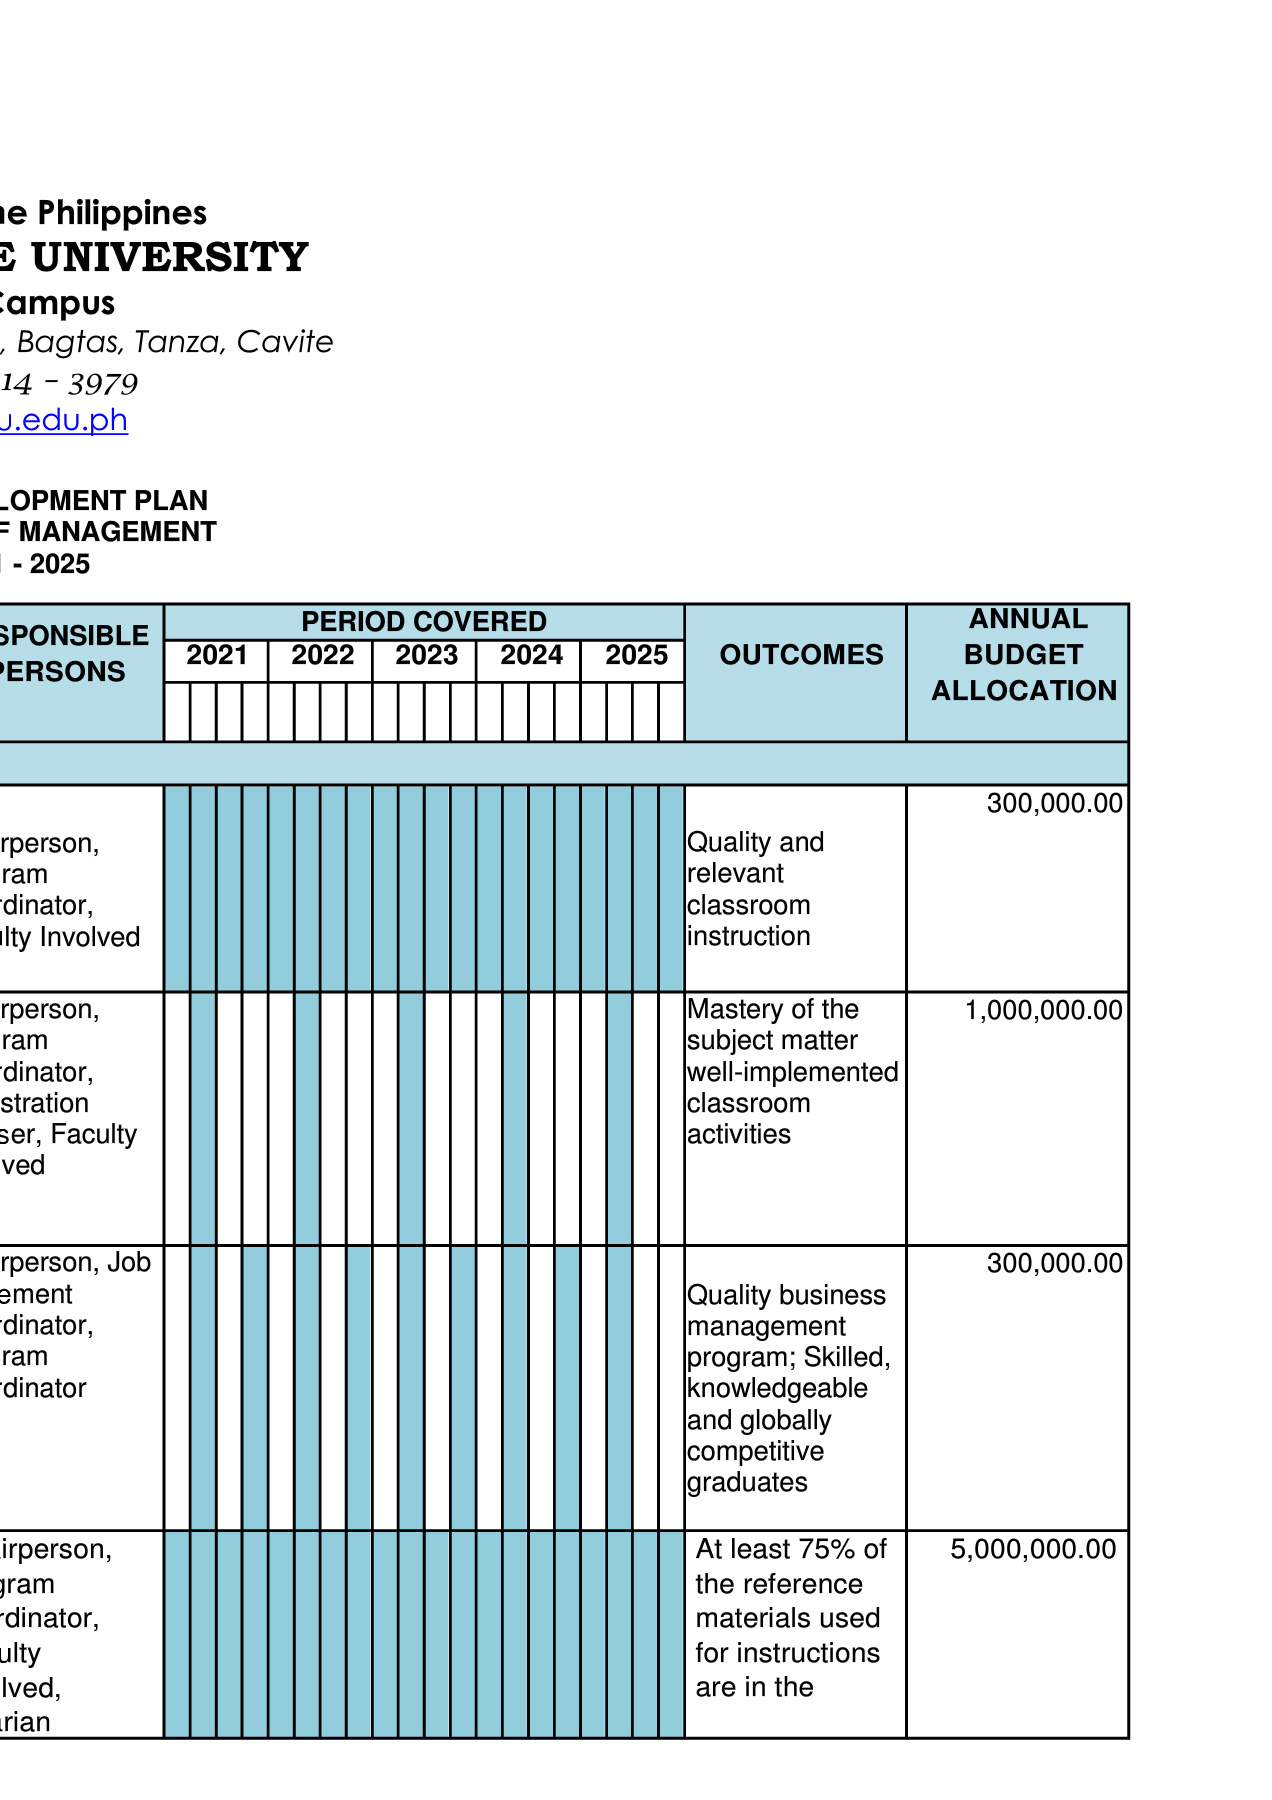 ne Philippines
E UNIVERSITY
Campus
, Bagtas, Tanza, Cavite
14 – 3979
u.edu.ph
LOPMENT PLAN
F MANAGEMENT
1 - 2025
SPONSIBLE
PERSONS
PERIOD COVERED
2021 2022 2023 2024 2025
OUTCOMES
ANNUAL
BUDGET
ALLOCATION
rperson,
ram
rdinator,
ulty Involved
Quality and
relevant
classroom
instruction
300,000.00
rperson,
ram
rdinator,
stration
ser, Faculty
ved
Mastery of the
subject matter
well-implemented
classroom
activities
1,000,000.00
rperson, Job
ement
rdinator,
ram
rdinator
Quality business
management
program; Skilled,
knowledgeable
and globally
competitive
graduates
300,000.00
irperson,
gram
rdinator,
ulty
lved,
arian
At least 75% of
the reference
materials used
for instructions
are in the
5,000,000.00